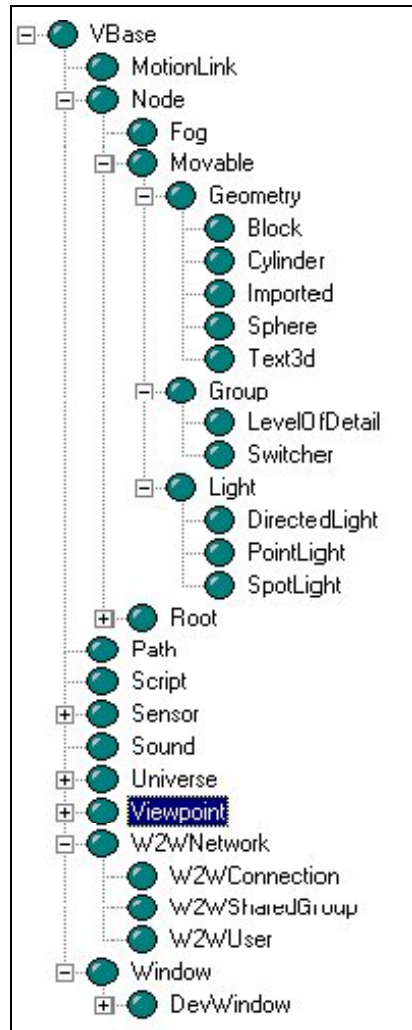 VBase
MotionLink
Node
Fog
Movable
Geometry
Block
Cylinder
Imported
Sphere
Text3d
Group
LevelOfDetail
Switcher
Light
DirectedLight
PointLight
SpotLight
Root
Path
Script
Sensor
Sound
Universe
Viewpoint
W2WNetwork
W2WConnection
W2WSharedGroup
W2WUser
Window
DevWindow